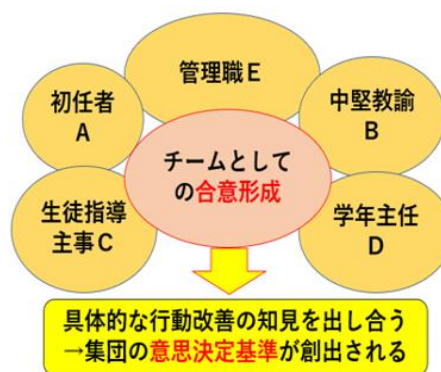 管理職E
初任者
A
中堅教諭
B
チームとして
の合意形成
生徒指導
主事C
学年主任
D
具体的な行動改善の知見を出し合う
→集団の意思決定基準が創出される